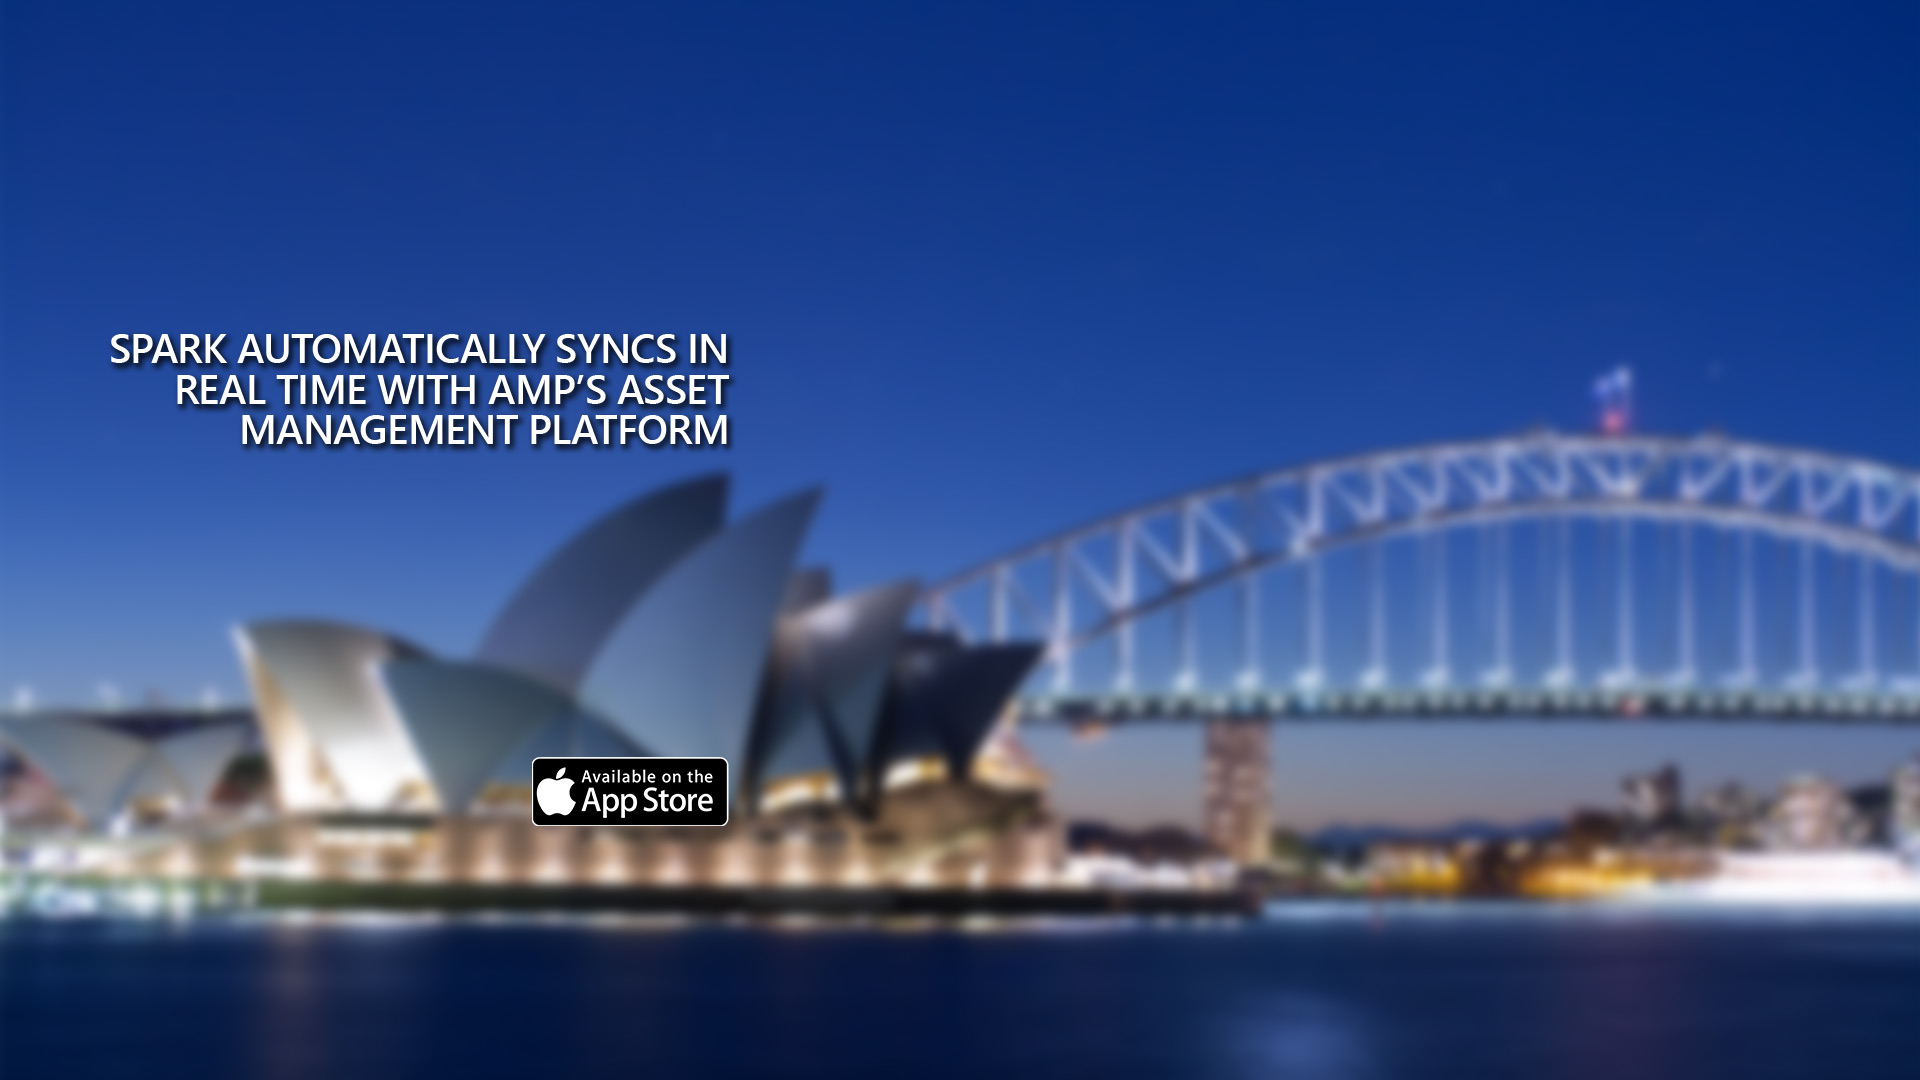 SPARK AUTOMATICALLY SYNCS IN
REAL TIME WITH AMP’S ASSET
MANAGEMENT PLATFORM
Available on the
App Store